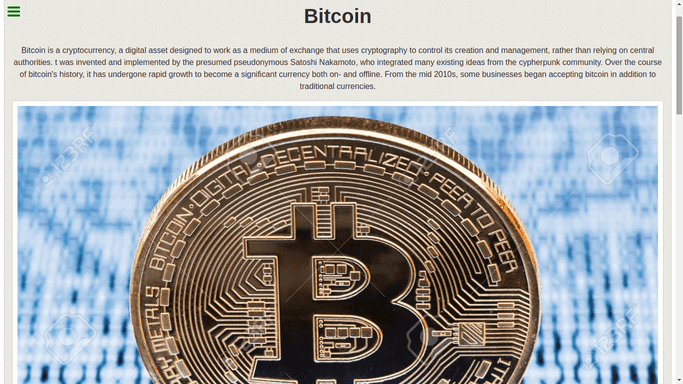 Bitcoin
Bitcoin is a cryptocurrency, a digital asset designed to work as a medium of exchange that uses cryptography to control its creation and management, rather than relying on central
authorities. t was invented and implemented by the presumed pseudonymous Satoshi Nakamoto, who integrated many existing ideas from the cypherpunk community. Over the course
of bitcoin's history, it has undergone rapid growth to become a significant currency both on- and offline. From the mid 2010s, some businesses began accepting bitcoin in addition to
traditional currencies.
BITCOIN DIGITAL DECENTRALIZED PEER TO PEER
METALS
123RF
123RF
123RF